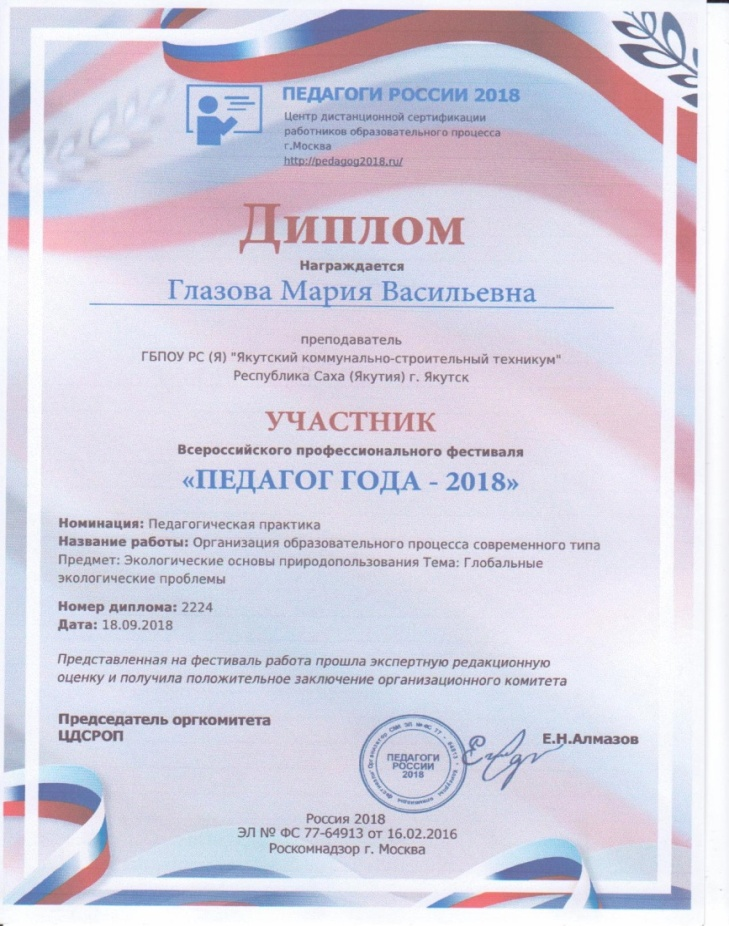 ПЕДАГОГИ РОССИИ 2018
Центр дистанционной сертификации
работников образовательного процесса
г.Москва
http://pedagog2018.ru/
Диплом
Награждается
Глазова Мария Васильевна
преподаватель
ГБПОУ РС (Я) "Якутский коммунально-строительный техникум"
Республика Саха (Якутия) г. Якутск
УЧАСТНИК
Всероссийского профессионального фестиваля
«ПЕДАГОГ ГОДА - 2018»
Номинация: Педагогическая практика
Название работы: Организация образовательного процесса современного типа
Предмет: Экологические основы природопользования Тема: Глобальные
экологические проблемы
Номер диплома: 2224
Дата: 18.09.2018
Представленная на фестиваль работа прошла экспертную редакционную
оценку и получила положительное заключение организационного комитета
Председатель оргкомитета
ЦДСРОП
ПЕДАГОГИ
РОССИИ
2018
Е.Н.Алмазов
Россия 2018
ЭЛ № ФС 77-64913 от 16.02.2016
Роскомнадзор г. Москва